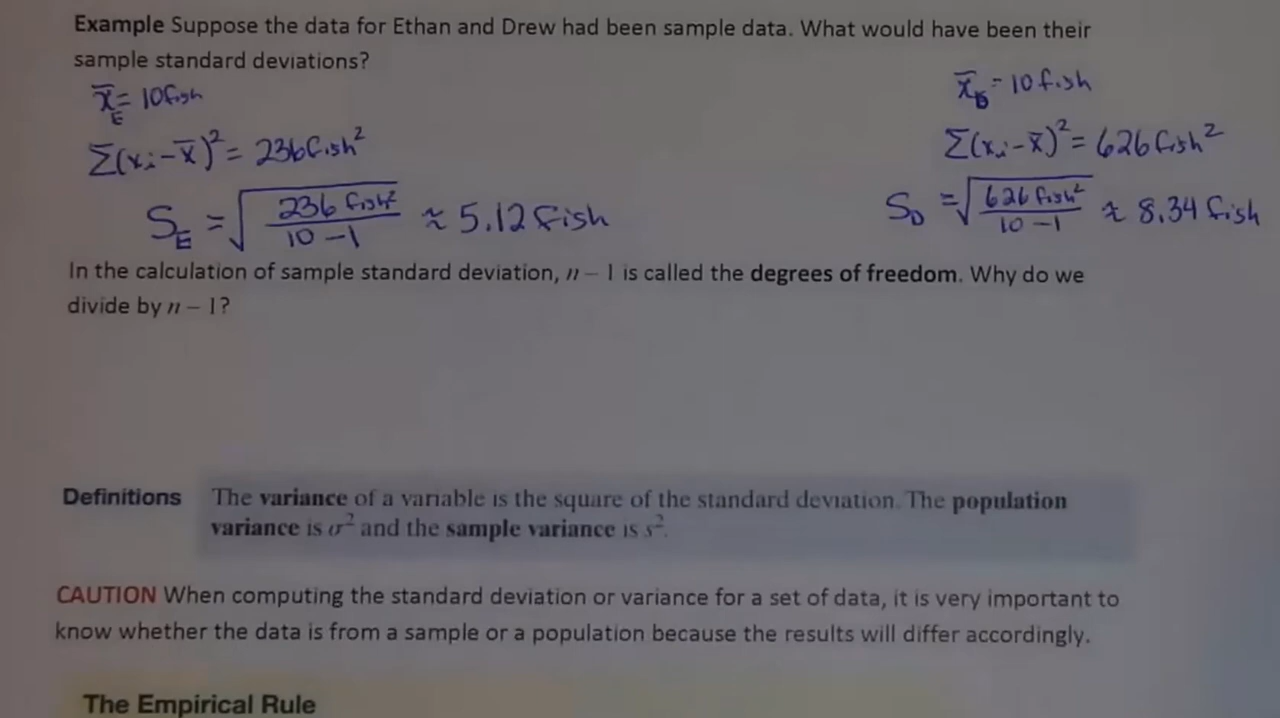 Example Suppose the data for Ethan and Drew had been sample data. What would have been their
sample standard deviations?
x̄_E = 10 fish
Σ(xᵢ-x̄)² = 236 fish²
S_E = √(236 fish² / (10-1)) ≈ 5.12 fish
x̄_D = 10 fish
Σ(xᵢ-x̄)² = 626 fish²
S_D = √(626 fish² / (10-1)) ≈ 8.34 fish
In the calculation of sample standard deviation, n – 1 is called the degrees of freedom. Why do we
divide by n – 1?
Definitions The variance of a variable is the square of the standard deviation. The population
variance is σ² and the sample variance is s².
CAUTION When computing the standard deviation or variance for a set of data, it is very important to
know whether the data is from a sample or a population because the results will differ accordingly.
The Empirical Rule